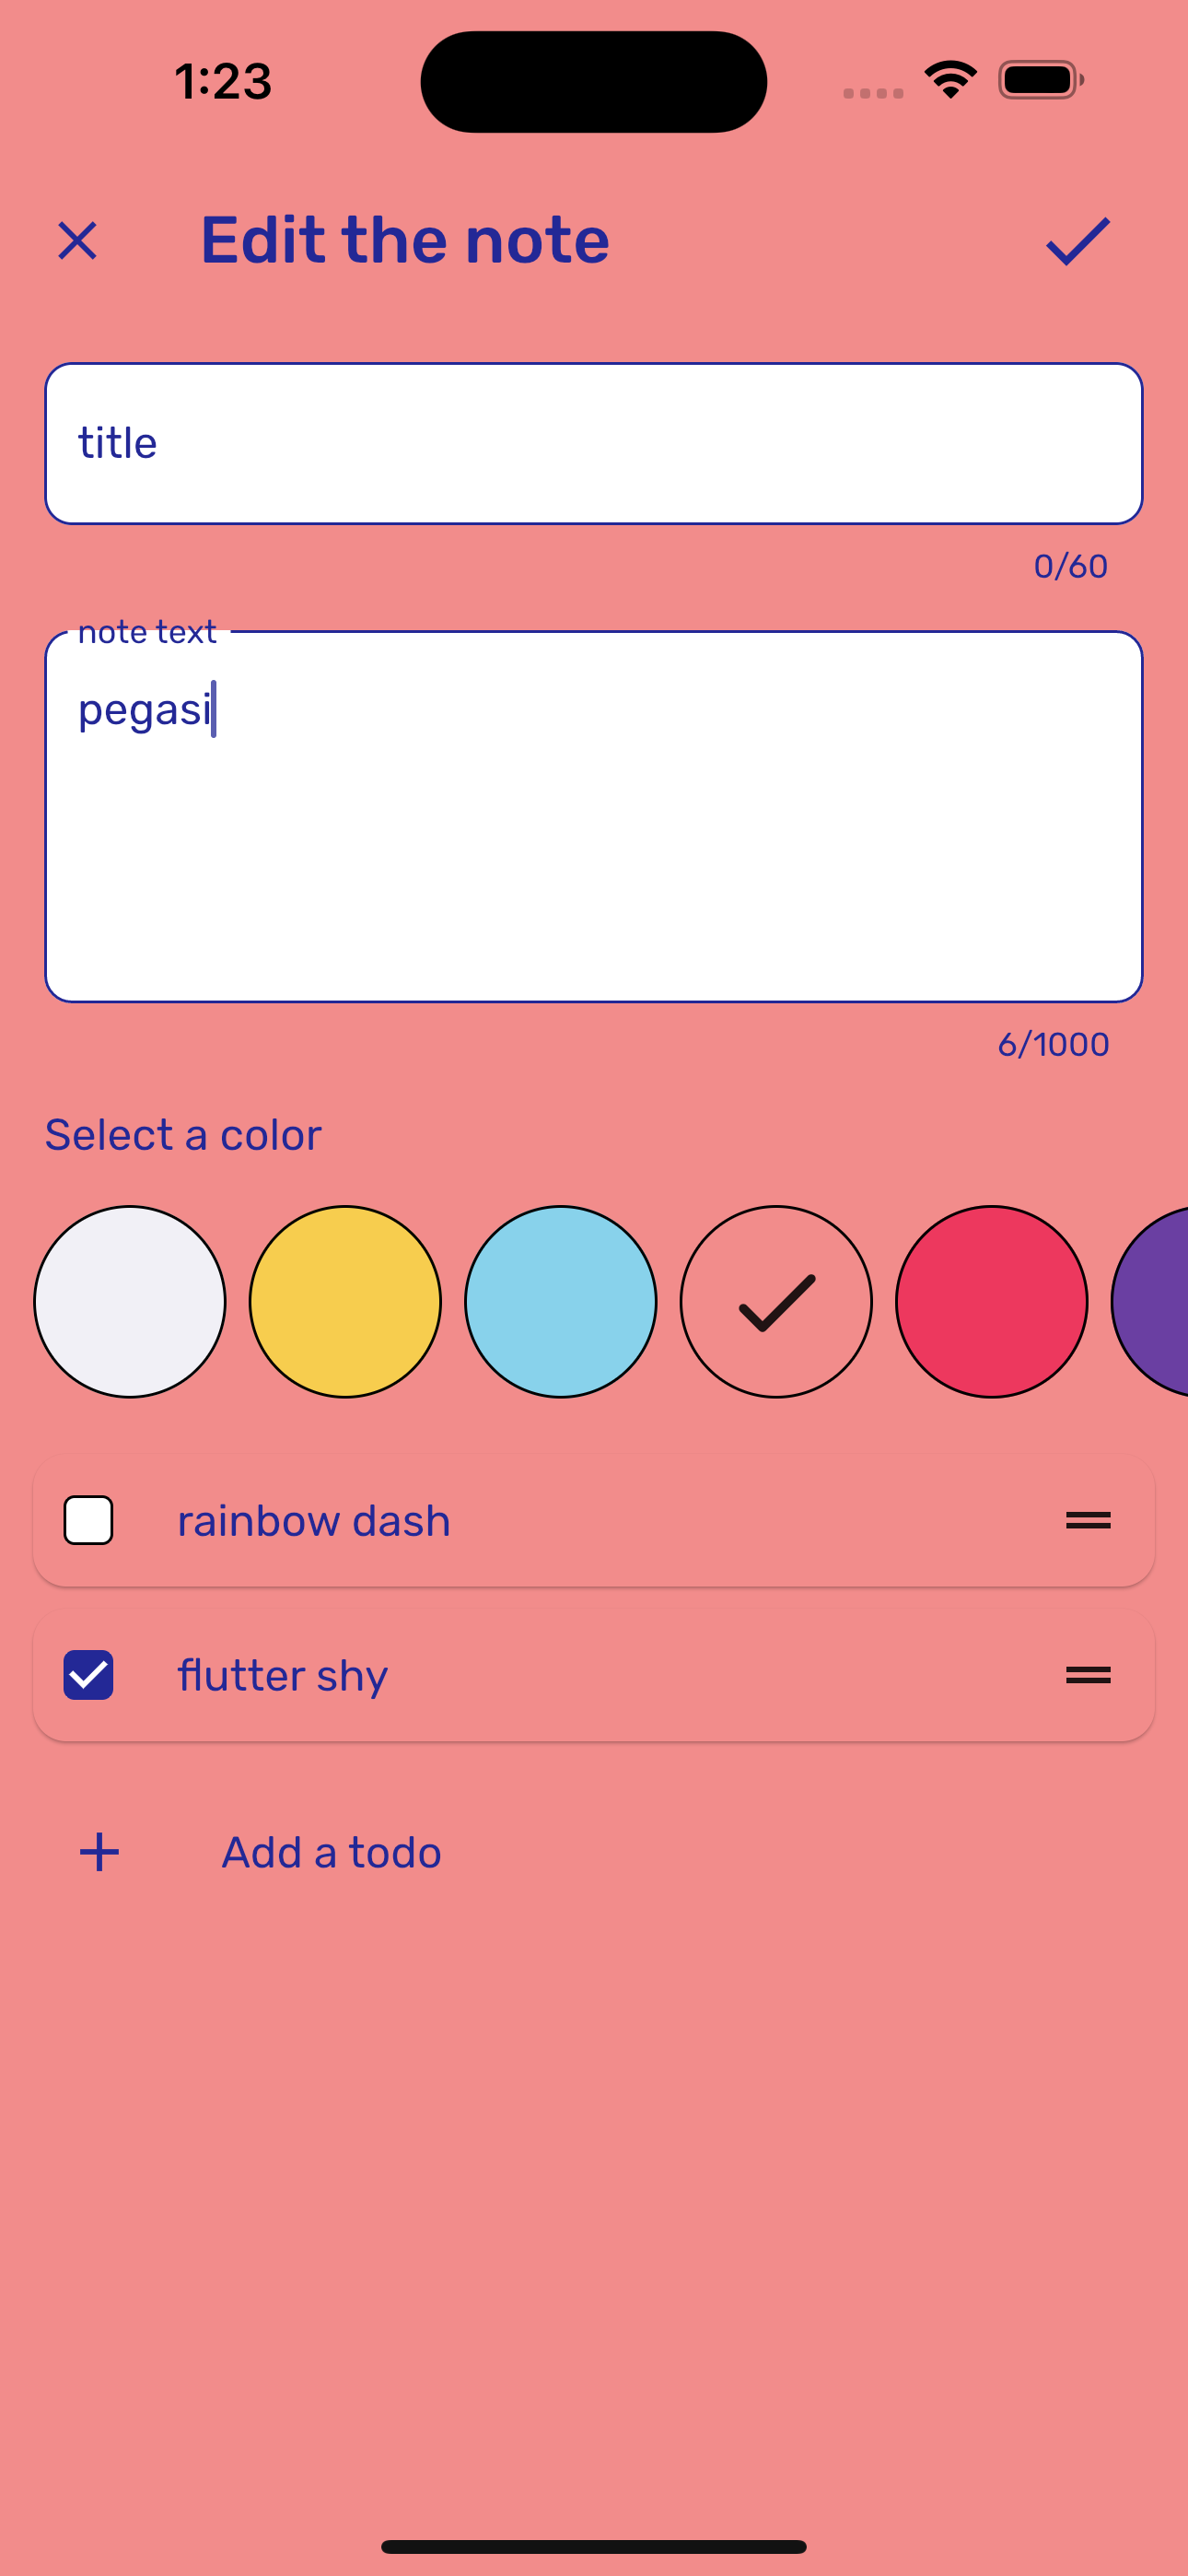 1:23
Edit the note
title
0/60
note text
pegasi
6/1000
Select a color
rainbow dash
flutter shy
Add a todo